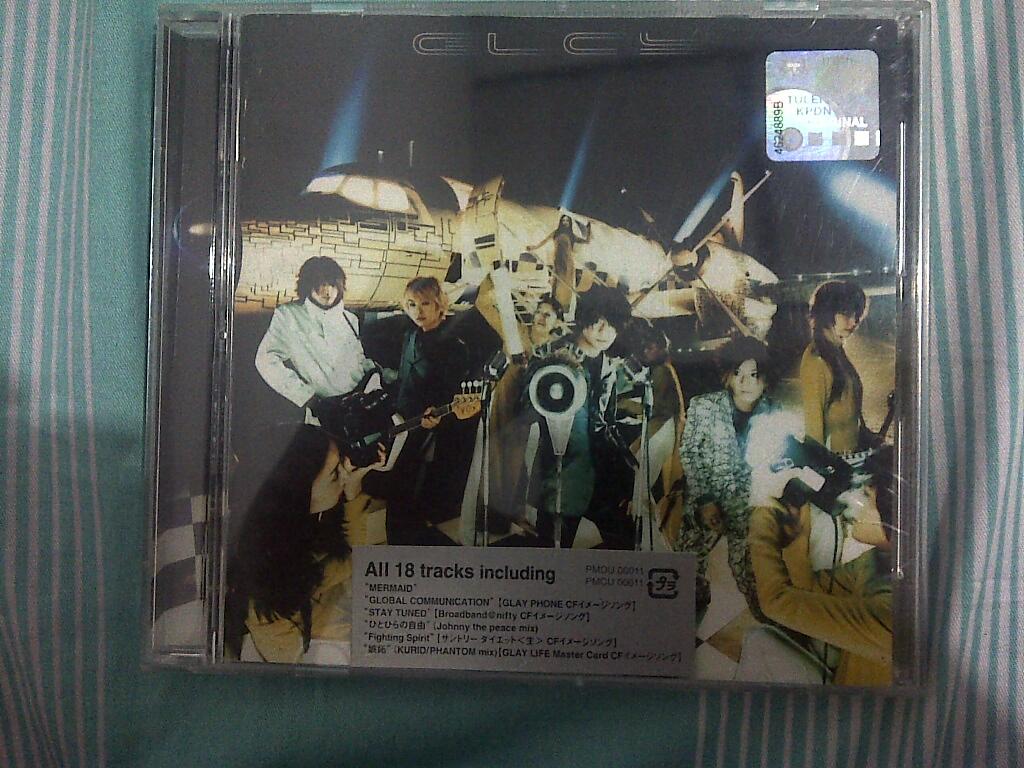 GLAY
46248898
TULEN
KPDN
All 18 tracks including
PMCU 00011
PMCU 00011
プラ
"MERMAID"
"GLOBAL COMMUNICATION"【GLAY PHONE CFイメージソング】
"STAY TUNED"【Broadband@nifty CFイメージソング】
"ひとひらの自由" (Johnny the peace mix)
"Fighting Spirit"【サントリー ダイエット<生> CFイメージソング】
(KURID/PHANTOM mix)【GLAY LIFE Master Card CFイメージソング】